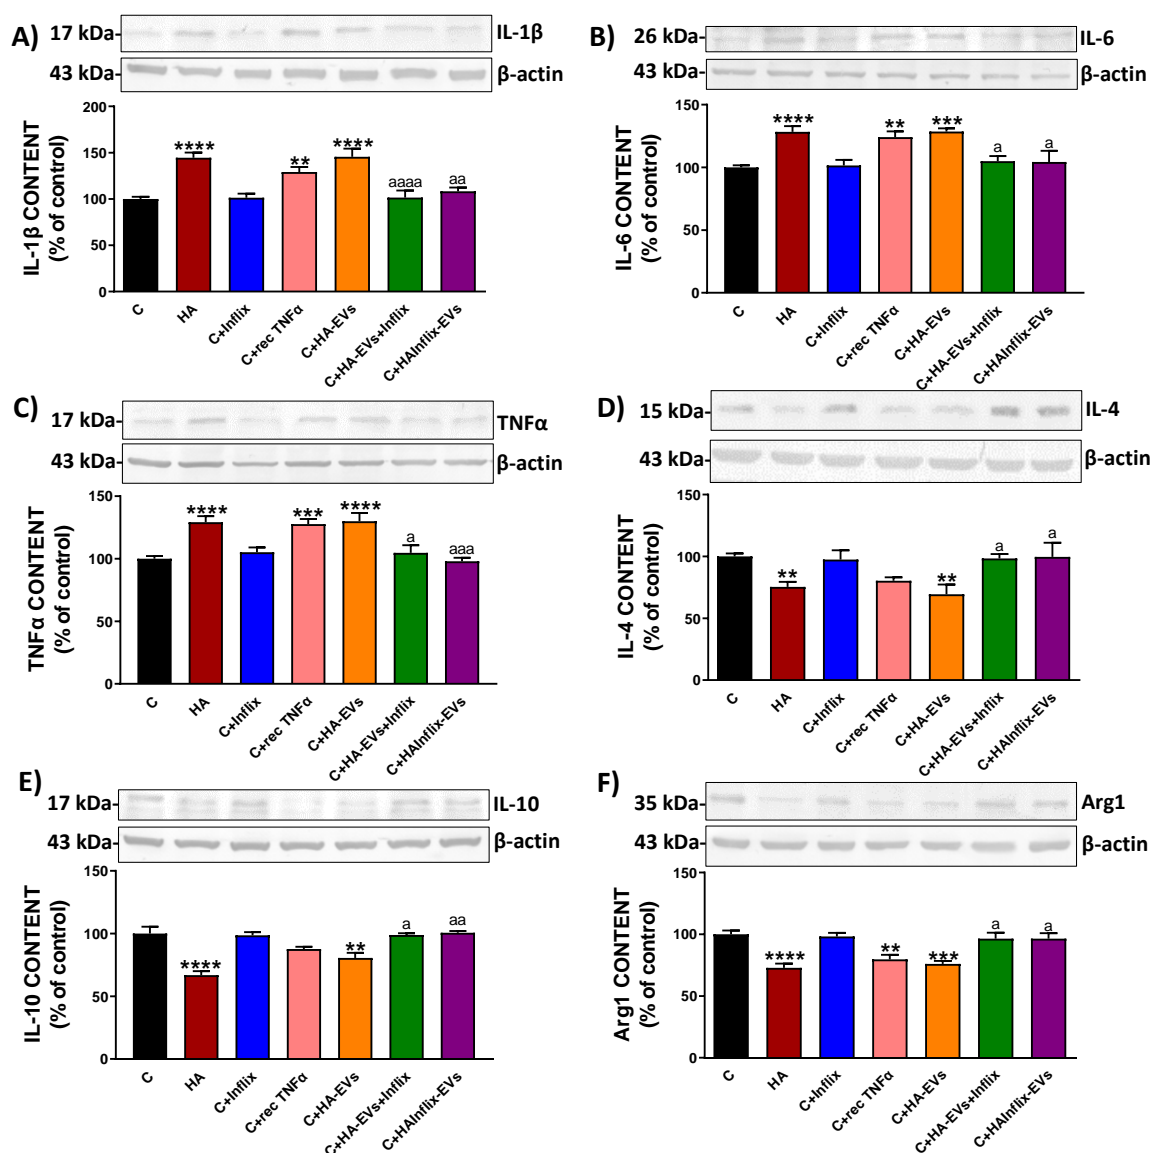 A)
17 kDa
IL-1β
43 kDa
β-actin
IL-1β CONTENT
(% of control)
200
150
100
50
0
****
**
****
aaaa
aa
C
HA
C+Inflix
C+rec TNFα
C+HA-EVs
C+HA-EVs+Inflix
C+HAInflix-EVs
B)
26 kDa
IL-6
43 kDa
β-actin
IL-6 CONTENT
(% of control)
150
100
50
0
****
**
***
a
a
C
HA
C+Inflix
C+rec TNFα
C+HA-EVs
C+HA-EVs+Inflix
C+HAInflix-EVs
C)
17 kDa
TNFα
43 kDa
β-actin
TNFα CONTENT
(% of control)
150
100
50
0
****
***
****
a
aaa
C
HA
C+Inflix
C+rec TNFα
C+HA-EVs
C+HA-EVs+Inflix
C+HAInflix-EVs
D)
15 kDa
IL-4
43 kDa
β-actin
IL-4 CONTENT
(% of control)
150
100
50
0
**
**
a
a
C
HA
C+Inflix
C+rec TNFα
C+HA-EVs
C+HA-EVs+Inflix
C+HAInflix-EVs
E)
17 kDa
IL-10
43 kDa
β-actin
IL-10 CONTENT
(% of control)
150
100
50
0
****
**
a
aa
C
HA
C+Inflix
C+rec TNFα
C+HA-EVs
C+HA-EVs+Inflix
C+HAInflix-EVs
F)
35 kDa
Arg1
43 kDa
β-actin
Arg1 CONTENT
(% of control)
150
100
50
0
****
**
***
a
a
C
HA
C+Inflix
C+rec TNFα
C+HA-EVs
C+HA-EVs+Inflix
C+HAInflix-EVs